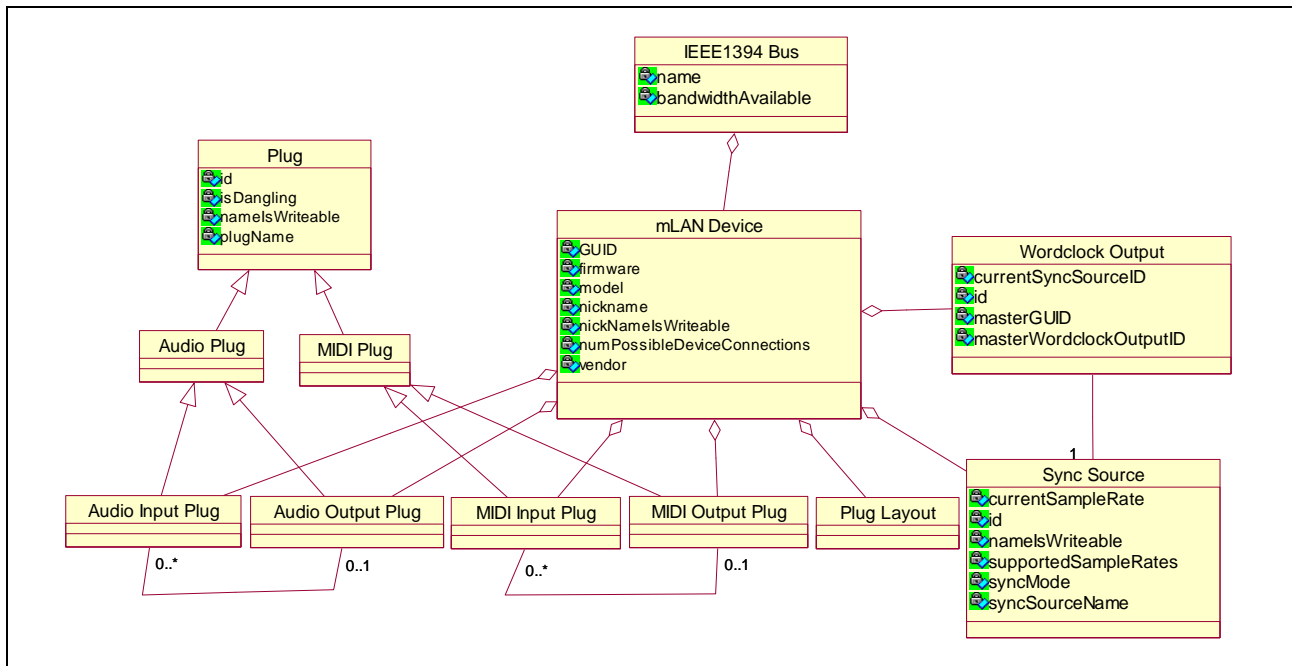 IEEE1394 Bus
name
bandwidthAvailable
Plug
id
isDangling
nameIsWriteable
plugName
mLAN Device
GUID
firmware
model
nickname
nickNameIsWriteable
numPossibleDeviceConnections
vendor
Wordclock Output
currentSyncSourceID
id
masterGUID
masterWordclockOutputID
Audio Plug
MIDI Plug
1
Sync Source
currentSampleRate
id
nameIsWriteable
supportedSampleRates
syncMode
syncSourceName
Audio Input Plug
Audio Output Plug
MIDI Input Plug
MIDI Output Plug
Plug Layout
0..*
0..1
0..*
0..1